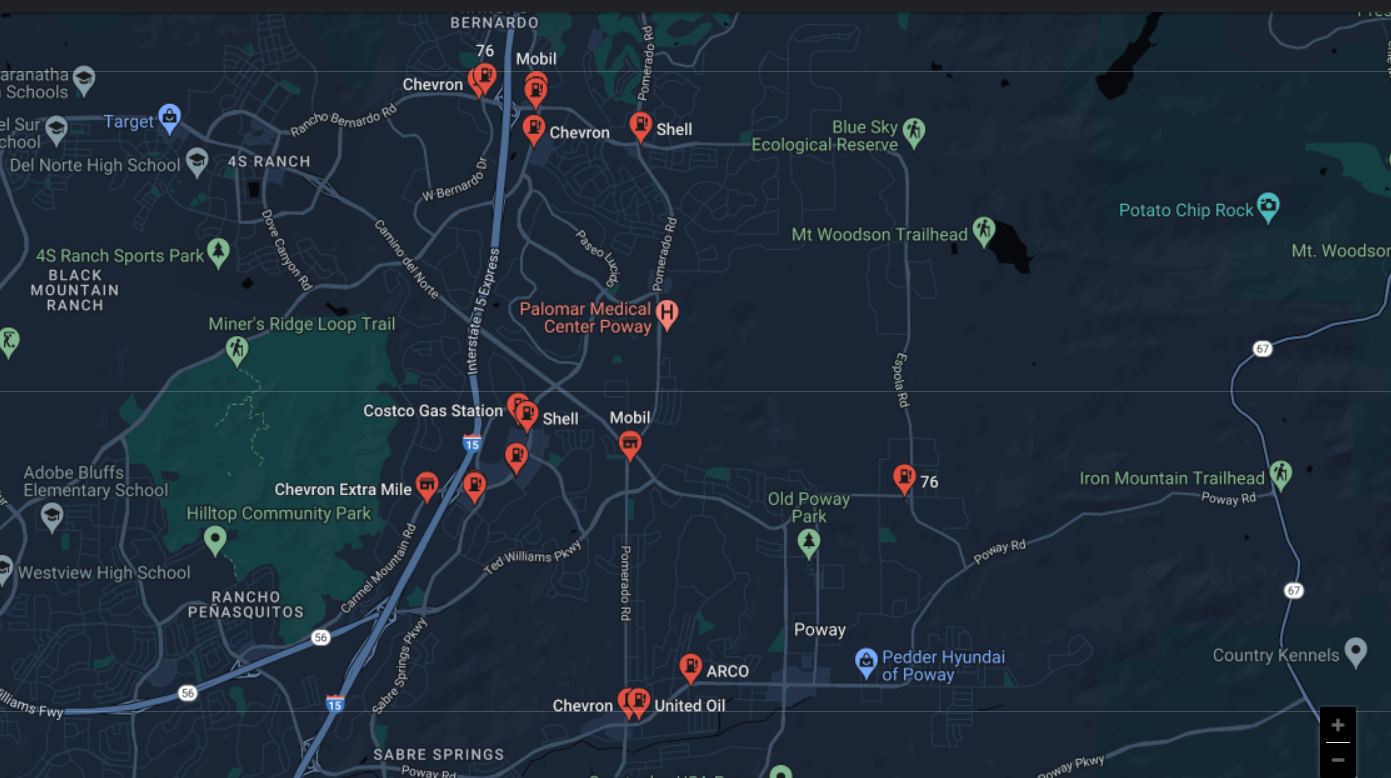 BERNARDO
76
Mobil
Pomerado Rd
aranatha
Schools
Chevron
Rancho Bernardo Rd
Target
el Sur
chool
Chevron
Shell
Blue Sky
Ecological Reserve
Del Norte High School
4S RANCH
W Bernardo Dr
Potato Chip Rock
Dove Canyon Rd
Camino del Norte
Paseo Lucido
Pomerado Rd
Mt Woodson Trailhead
Mt. Woodson
4S Ranch Sports Park
BLACK
MOUNTAIN
RANCH
Interstate 15 Express
Palomar Medical
Center Poway
Miner's Ridge Loop Trail
67
Espola Rd
Costco Gas Station
Shell
Mobil
15
Adobe Bluffs
Elementary School
Chevron Extra Mile
76
Iron Mountain Trailhead
Poway Rd
Old Poway
Park
Hilltop Community Park
Carmel Mountain Rd
Ted Williams Pkwy
Poway Rd
Westview High School
Pomerado Rd
67
RANCHO
PEÑASQUITOS
56
Poway
Sabre Springs Pkwy
Pedder Hyundai
of Poway
Country Kennels
ARCO
56
15
Chevron
United Oil
illiams Fwy
SABRE SPRINGS
Poway Rd
Poway Pkwy